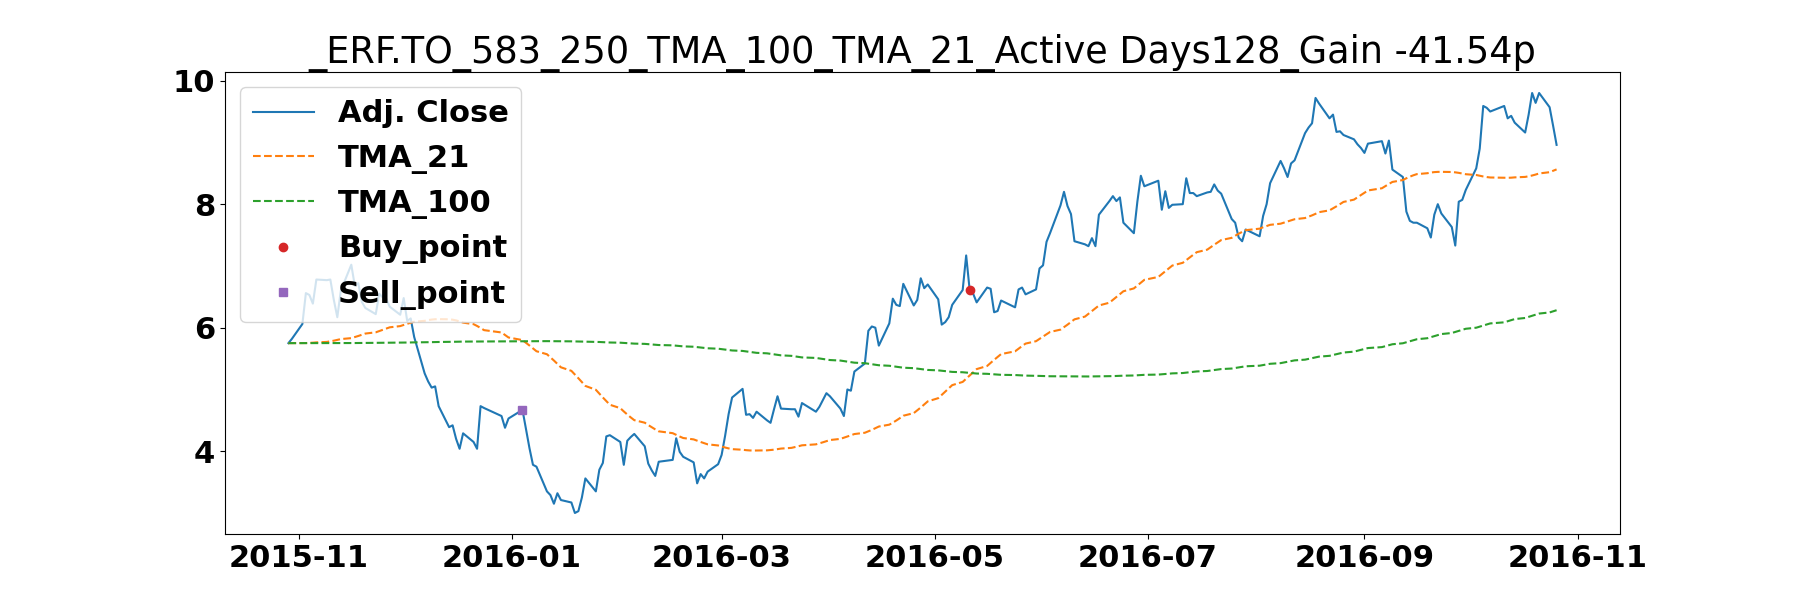 _ERF.TO_583_250_TMA_100_TMA_21_Active Days128_Gain -41.54p
10
8
6
4
Adj. Close
TMA_21
TMA_100
Buy_point
Sell_point
2015-11 2016-01 2016-03 2016-05 2016-07 2016-09 2016-11